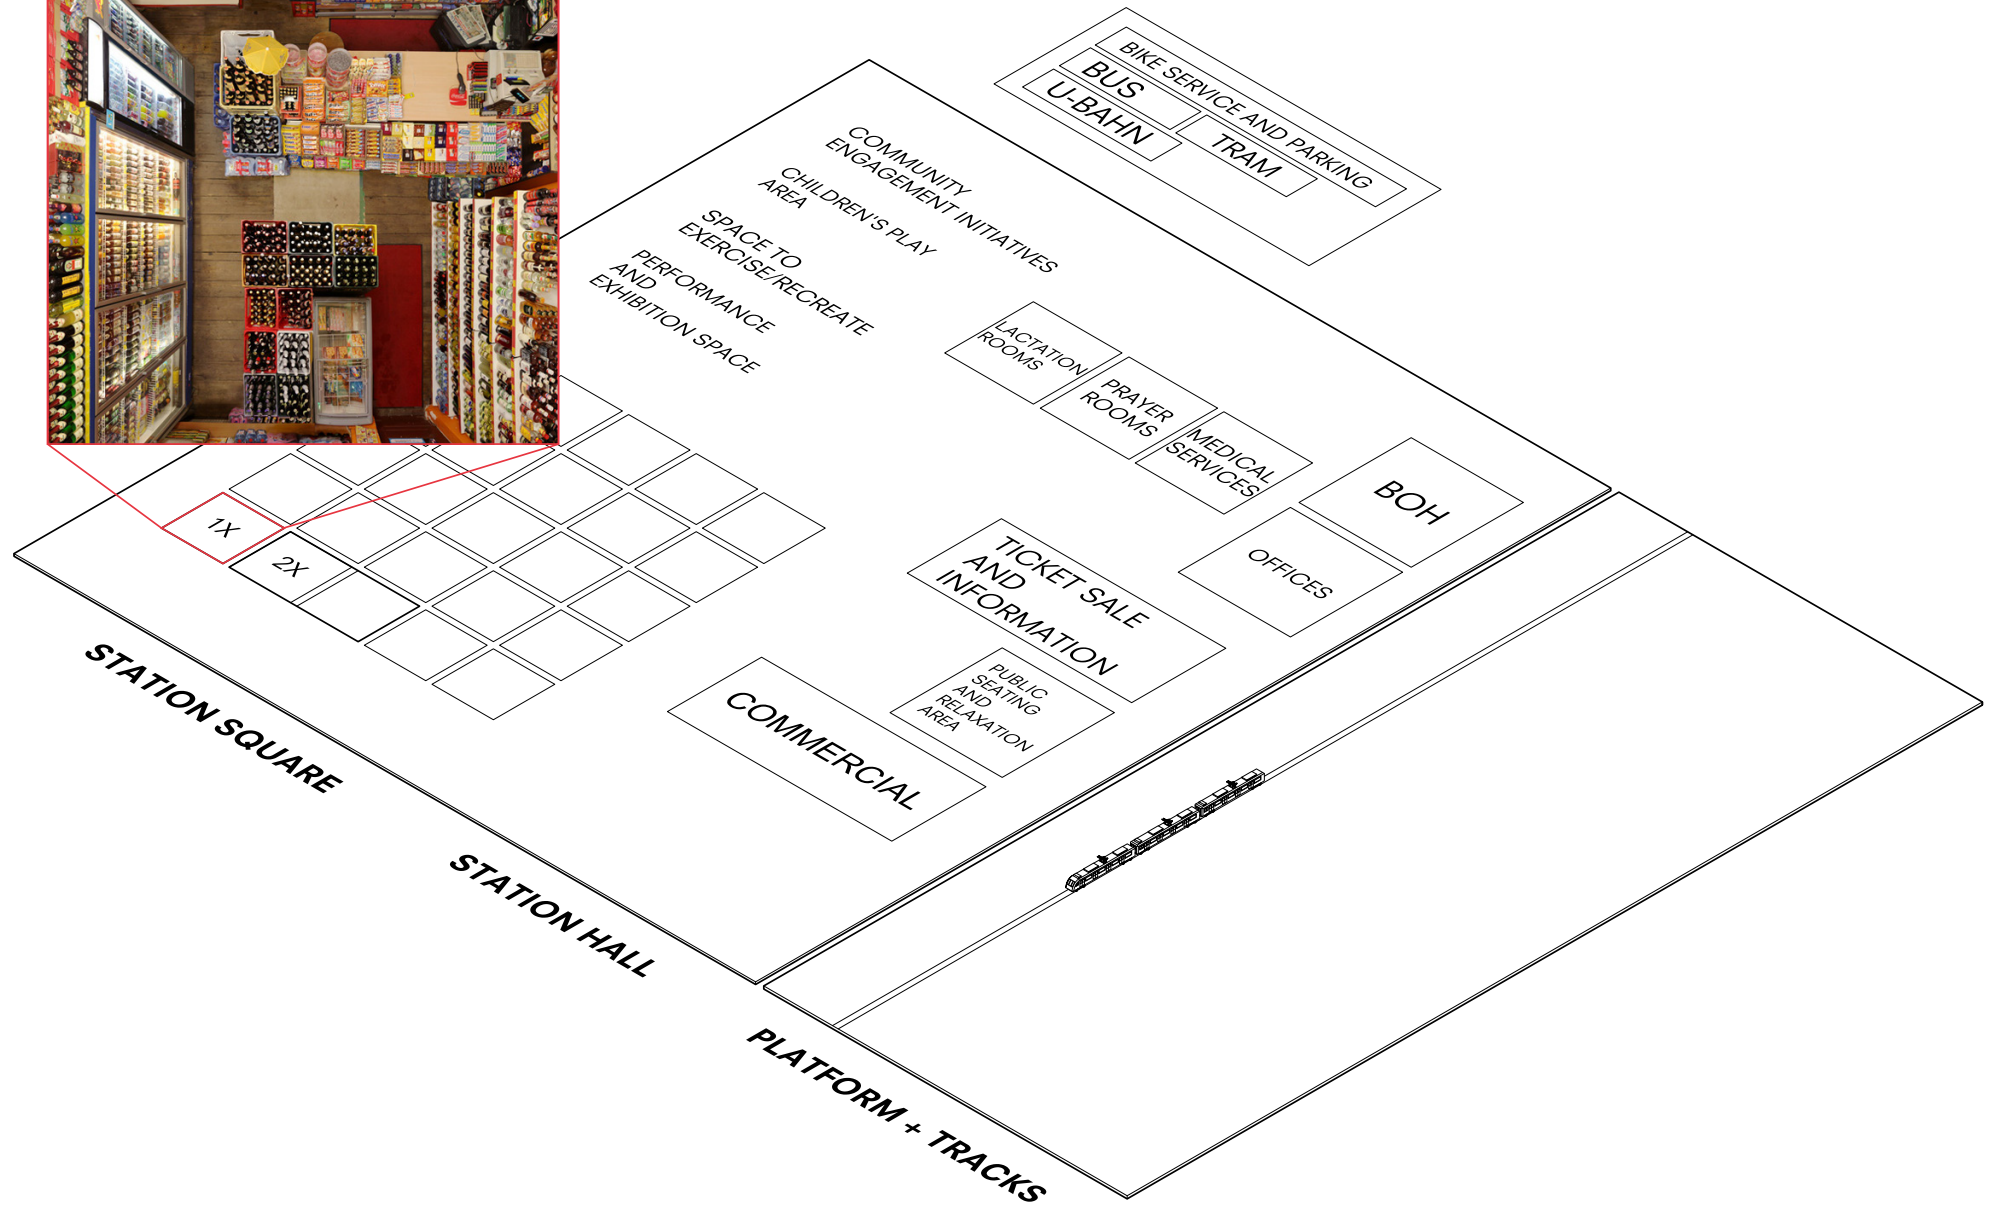 BIKE SERVICE AND PARKING
BUS
U-BAHN
TRAM
COMMUNITY
ENGAGEMENT INITIATIVES
CHILDREN'S PLAY
AREA
SPACE TO
EXERCISE/RECREATE
PERFORMANCE
AND
EXHIBITION SPACE
LACTATION
ROOMS
PRAYER
ROOMS
MEDICAL
SERVICES
BOH
OFFICES
1X
2X
TICKET SALE
AND
INFORMATION
PUBLIC
SEATING
AND
RELAXATION
AREA
COMMERCIAL
STATION SQUARE
STATION HALL
PLATFORM + TRACKS